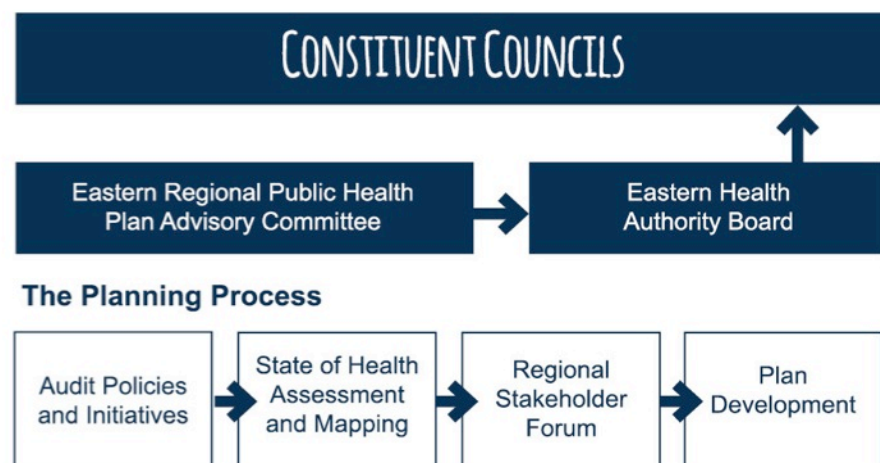 CONSTITUENT COUNCILS
Eastern Regional Public Health
Plan Advisory Committee
Eastern Health
Authority Board
The Planning Process
Audit Policies
and Initiatives
State of Health
Assessment
and Mapping
Regional
Stakeholder
Forum
Plan
Development